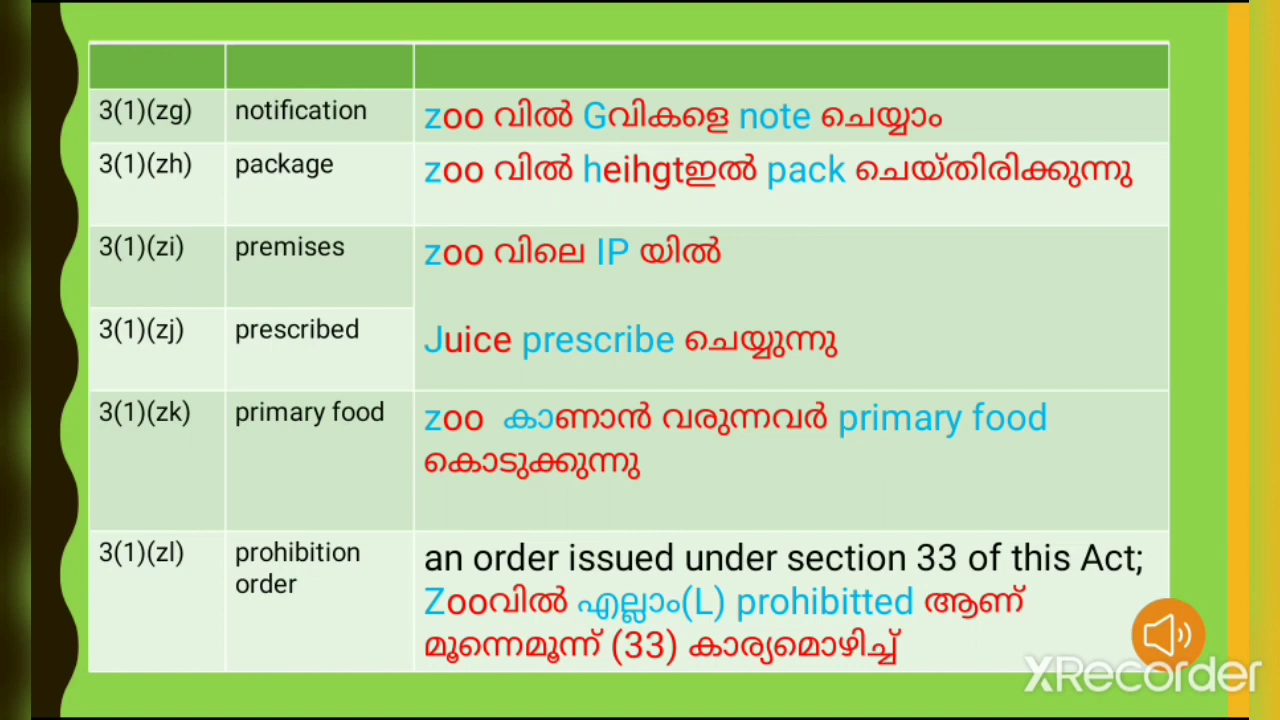 3(1)(zg) notification zoo വിൽ Gവികളെ note ചെയ്യാം
3(1)(zh) package zoo വിൽ heihgtഇൽ pack ചെയ്തിരിക്കുന്നു
3(1)(zi) premises zoo വിലെ IP യിൽ
3(1)(zj) prescribed Juice prescribe ചെയ്യുന്നു
3(1)(zk) primary food zoo കാണാൻ വരുന്നവർ primary food
കൊടുക്കുന്നു
3(1)(zl) prohibition an order issued under section 33 of this Act;
order Zooവിൽ എല്ലാം(L) prohibitted ആണ്
മൂന്നെമൂന്ന് (33) കാര്യമൊഴിച്ച്
XRecorder